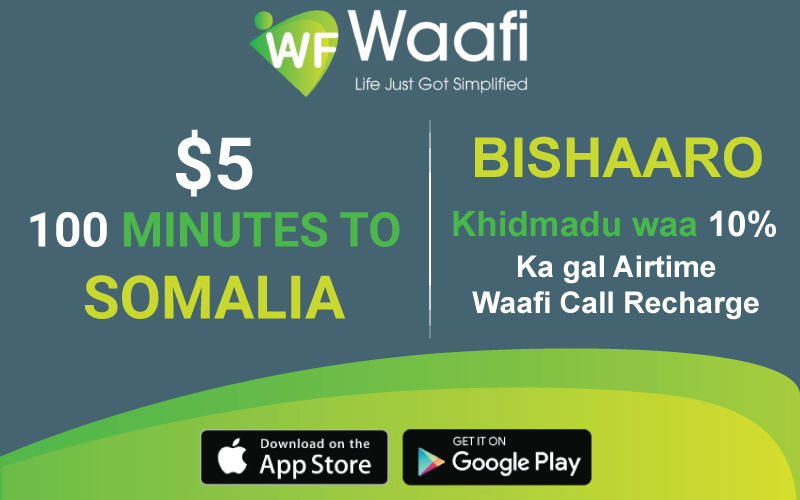 WF Waafi
Life Just Got Simplified
$5
100 MINUTES TO
SOMALIA
BISHAARO
Khidmadu waa 10%
Ka gal Airtime
Waafi Call Recharge
Download on the
App Store
GET IT ON
Google Play